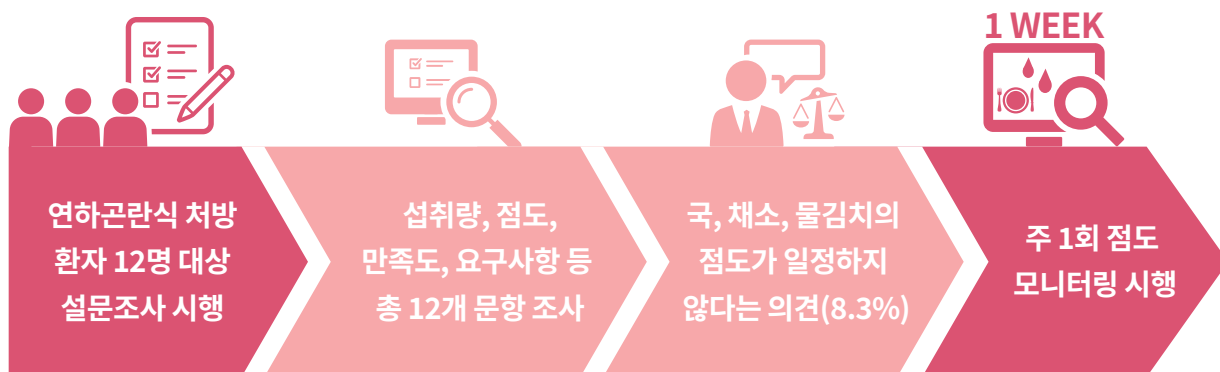 1 WEEK
연하곤란식 처방
환자 12명 대상
설문조사 시행
섭취량, 점도,
만족도, 요구사항 등
총 12개 문항 조사
국, 채소, 물김치의
점도가 일정하지
않다는 의견(8.3%)
주 1회 점도
모니터링 시행